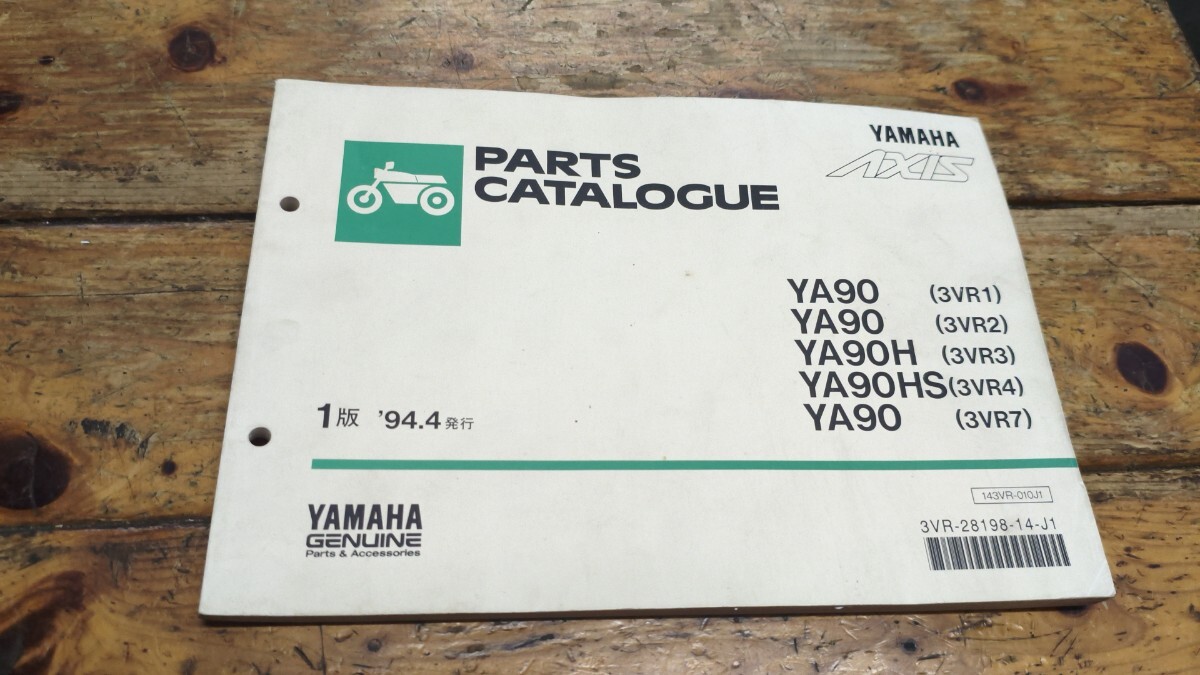 PARTS
CATALOGUE
YAMAHA
AXIS
YA90 (3VR1)
YA90 (3VR2)
YA90H (3VR3)
YA90HS (3VR4)
YA90 (3VR7)
1版 '94.4 発行
YAMAHA
GENUINE
Parts & Accessories
143VR-010J1
3VR-28198-14-J1